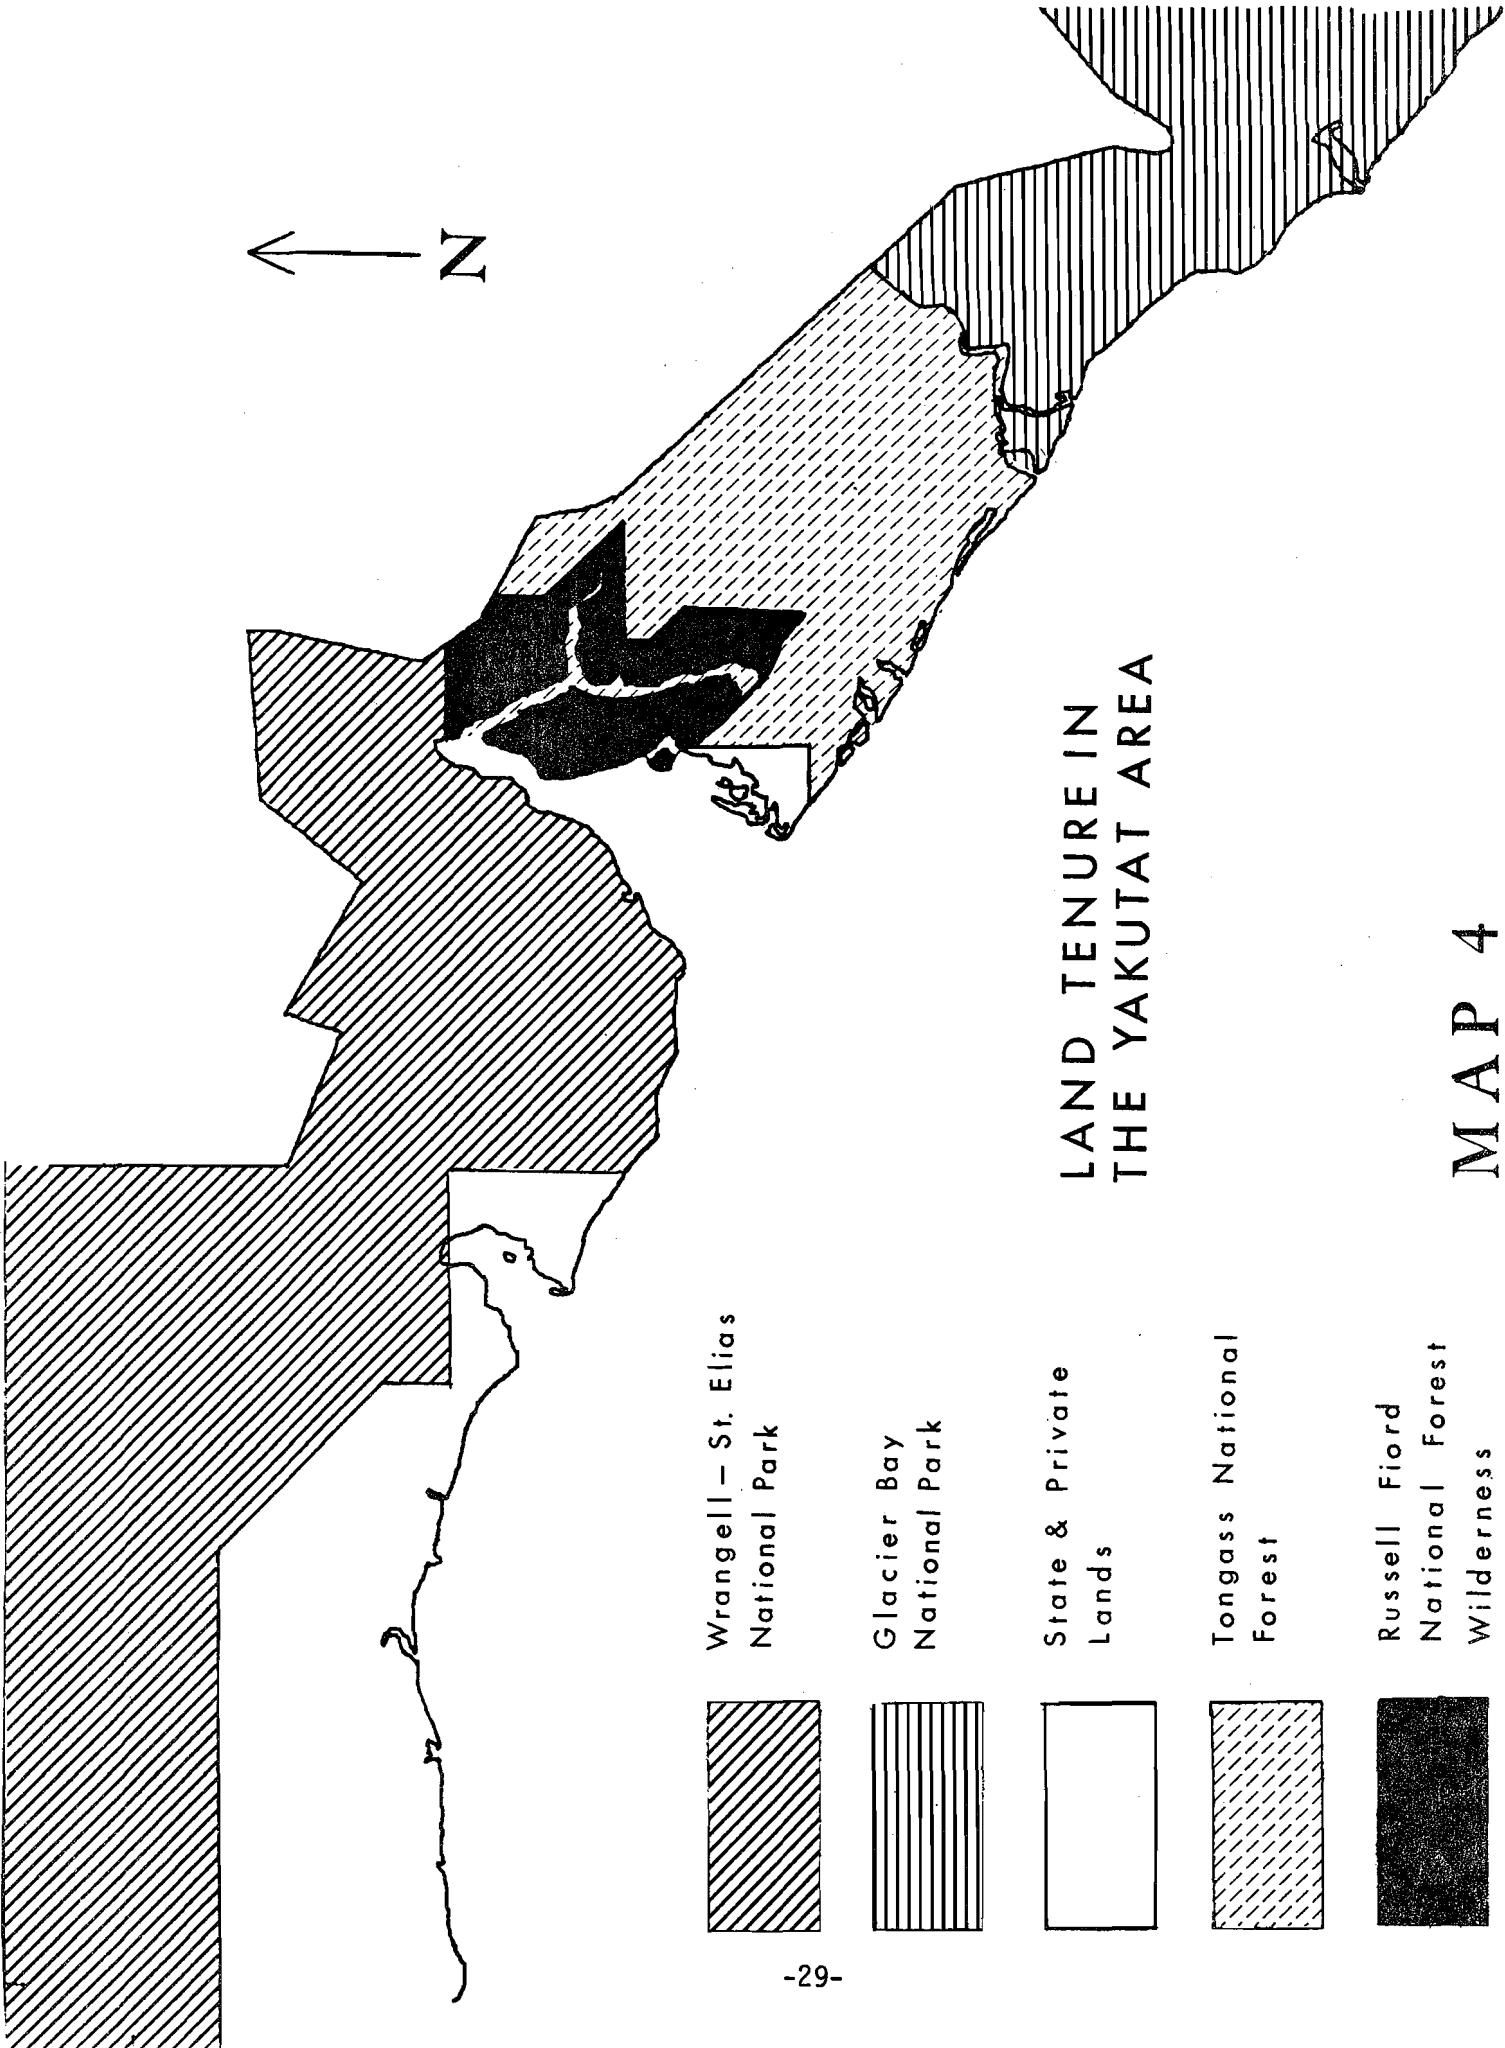 N
LAND TENURE IN
THE YAKUTAT AREA
MAP 4
Wrangell – St. Elias
National Park
Glacier Bay
National Park
State & Private
Lands
Tongass National
Forest
Russell Fiord
National Forest
Wilderness
-29-